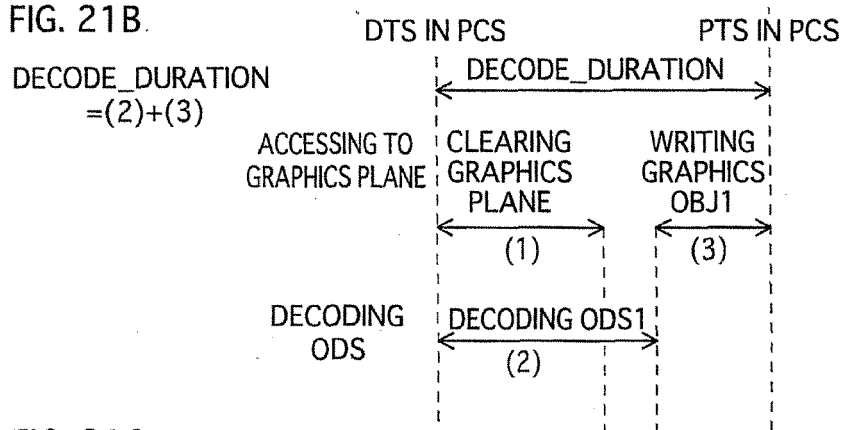 FIG. 21B.
DTS IN PCS
PTS IN PCS
DECODE_DURATION
=(2)+(3)
DECODE_DURATION
ACCESSING TO
GRAPHICS PLANE
CLEARING
GRAPHICS
PLANE
(1)
WRITING
GRAPHICS
OBJ1
(3)
DECODING
ODS
DECODING ODS1
(2)